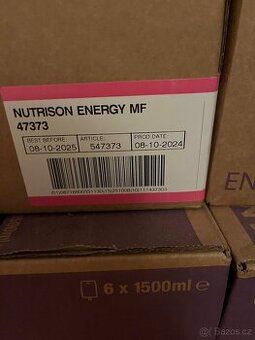 NUTRISON ENERGY MF
47373
BEST BEFORE: ARTICLE: PROD DATE:
08-10-2025 547373 08-10-2024
EN
6 x 1500ml e
Bazos.cz